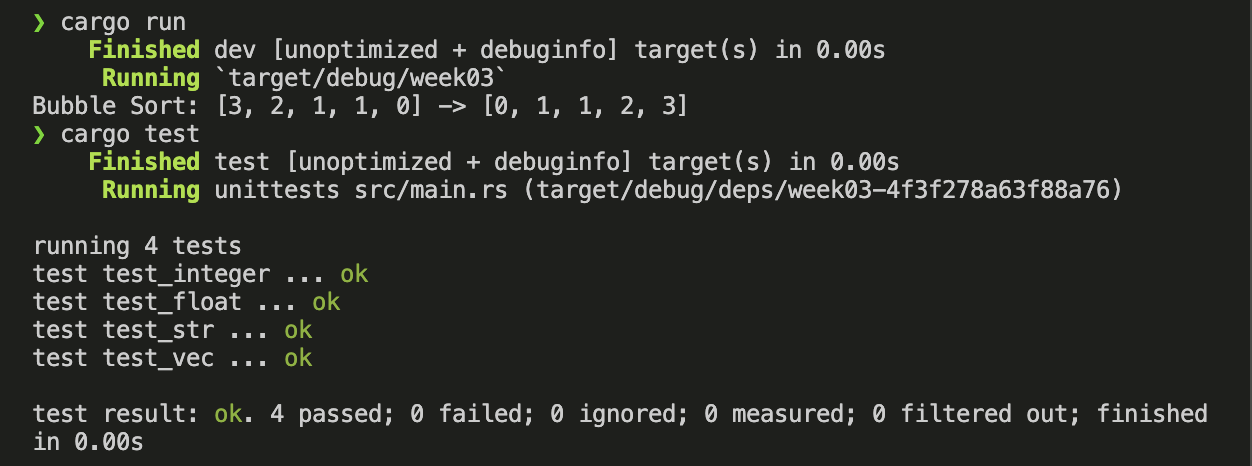 ❯ cargo run
    Finished dev [unoptimized + debuginfo] target(s) in 0.00s
     Running `target/debug/week03`
Bubble Sort: [3, 2, 1, 1, 0] -> [0, 1, 1, 2, 3]
❯ cargo test
    Finished test [unoptimized + debuginfo] target(s) in 0.00s
     Running unittests src/main.rs (target/debug/deps/week03-4f3f278a63f88a76)

running 4 tests
test test_integer ... ok
test test_float ... ok
test test_str ... ok
test test_vec ... ok

test result: ok. 4 passed; 0 failed; 0 ignored; 0 measured; 0 filtered out; finished
in 0.00s